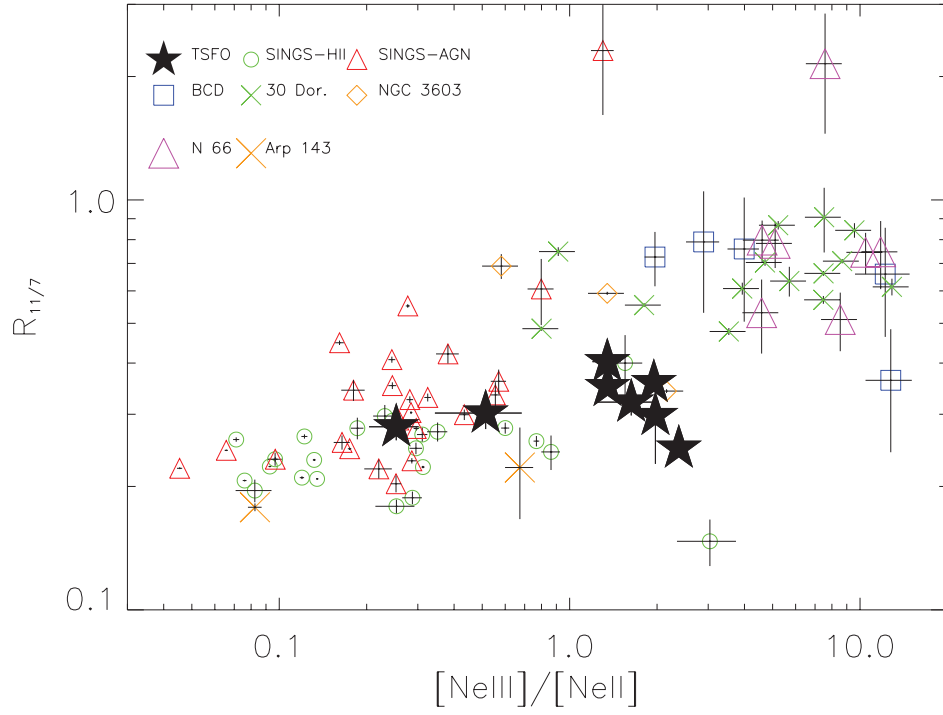 TSFO SINGS-HII SINGS-AGN
BCD 30 Dor. NGC 3603
N 66 Arp 143
R11/7
1.0
0.1
0.1 1.0 10.0
[NeIII]/[NeII]